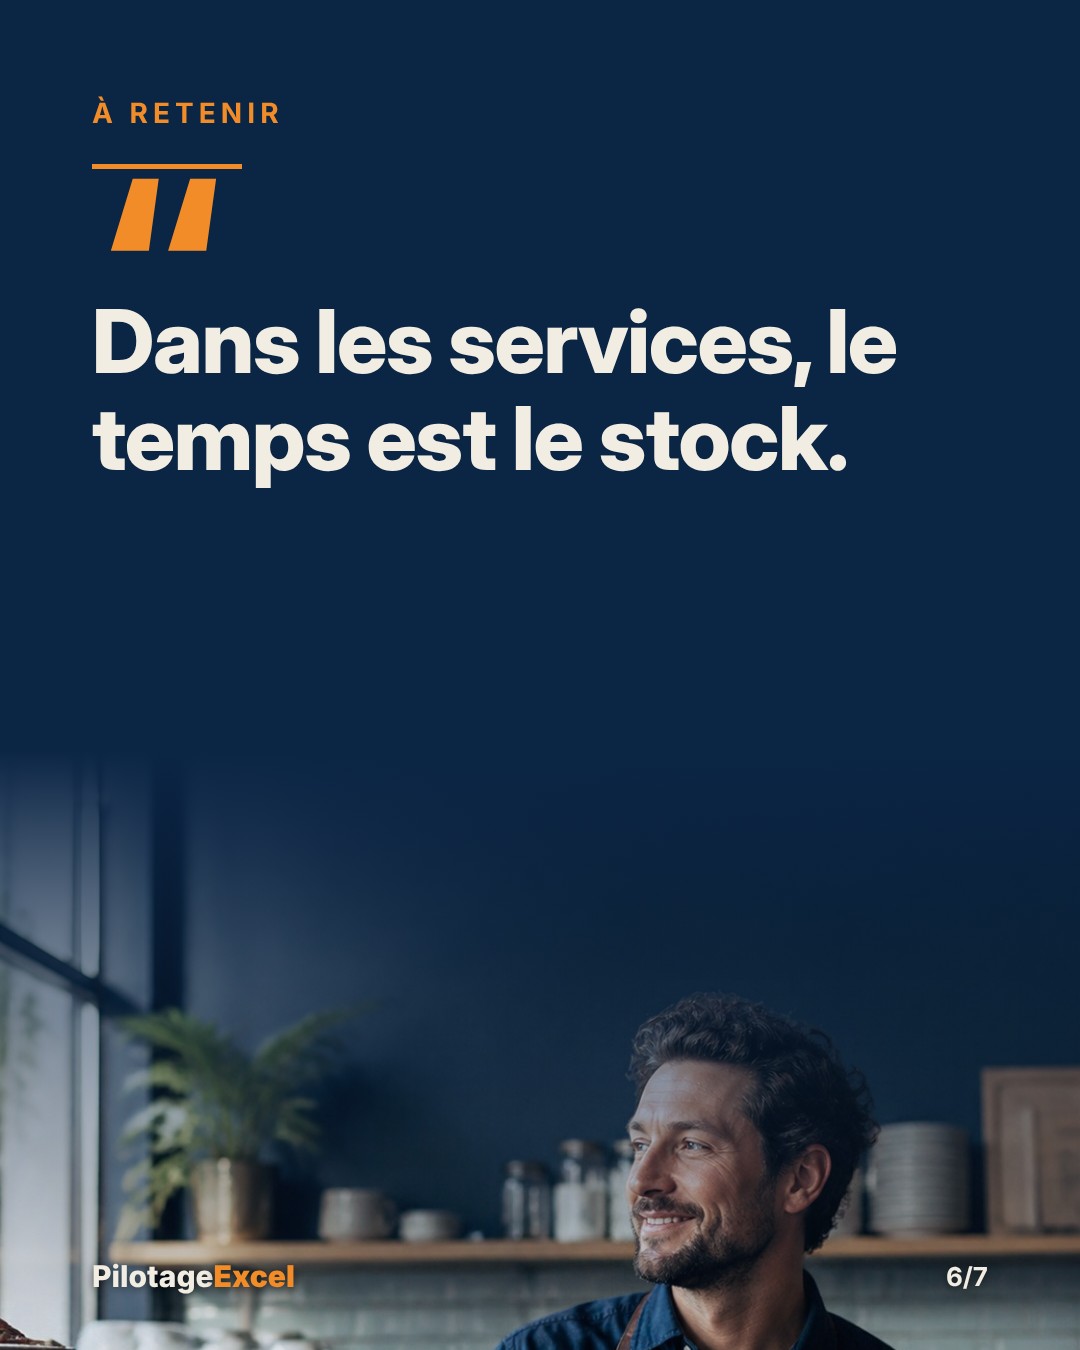 À RETENIR
"
Dans les services, le
temps est le stock.
PilotageExcel
6/7